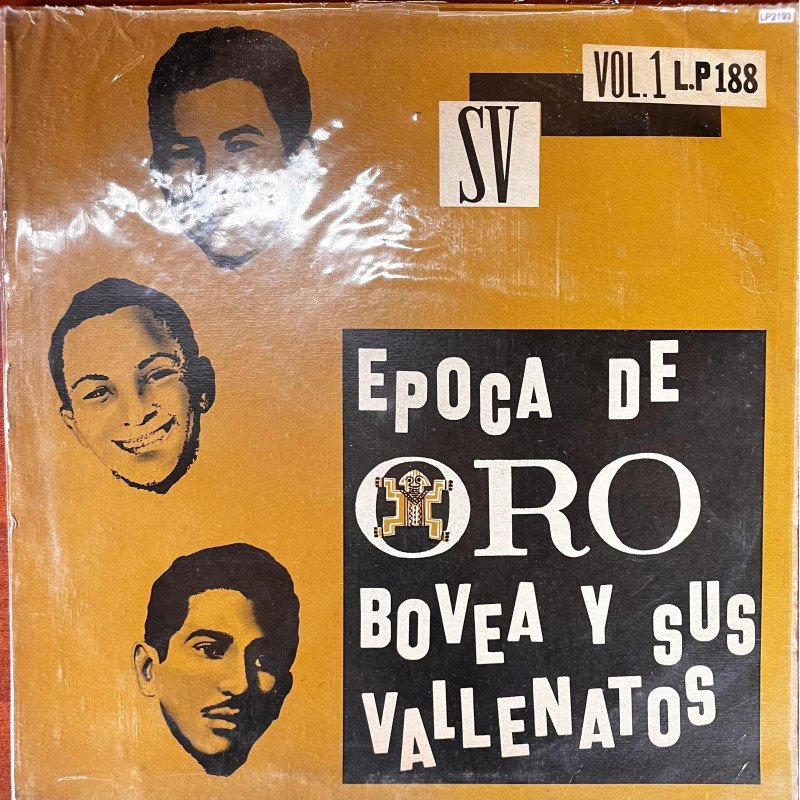 LP2193
VOL.1 L.P 188
SV
EPOCA DE
ORO
BOVEA Y SUS
VALLENATOS